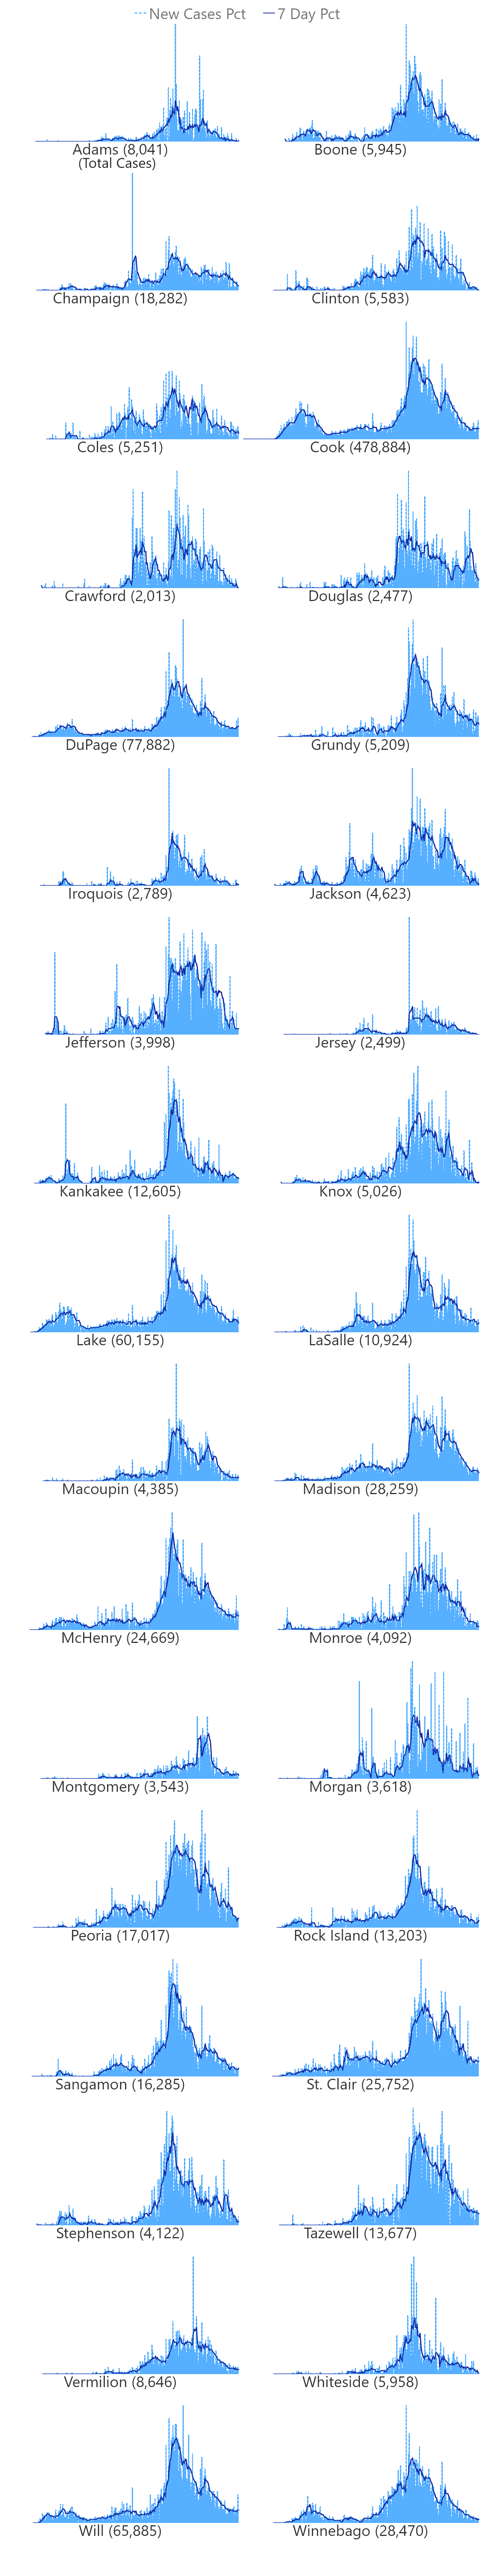 New Cases Pct 7 Day Pct
Adams (8,041) Boone (5,945)
(Total Cases)
Champaign (18,282) Clinton (5,583)
Coles (5,251) Cook (478,884)
Crawford (2,013) Douglas (2,477)
DuPage (77,882) Grundy (5,209)
Iroquois (2,789) Jackson (4,623)
Jefferson (3,998) Jersey (2,499)
Kankakee (12,605) Knox (5,026)
Lake (60,155) LaSalle (10,924)
Macoupin (4,385) Madison (28,259)
McHenry (24,669) Monroe (4,092)
Montgomery (3,543) Morgan (3,618)
Peoria (17,017) Rock Island (13,203)
Sangamon (16,285) St. Clair (25,752)
Stephenson (4,122) Tazewell (13,677)
Vermilion (8,646) Whiteside (5,958)
Will (65,885) Winnebago (28,470)